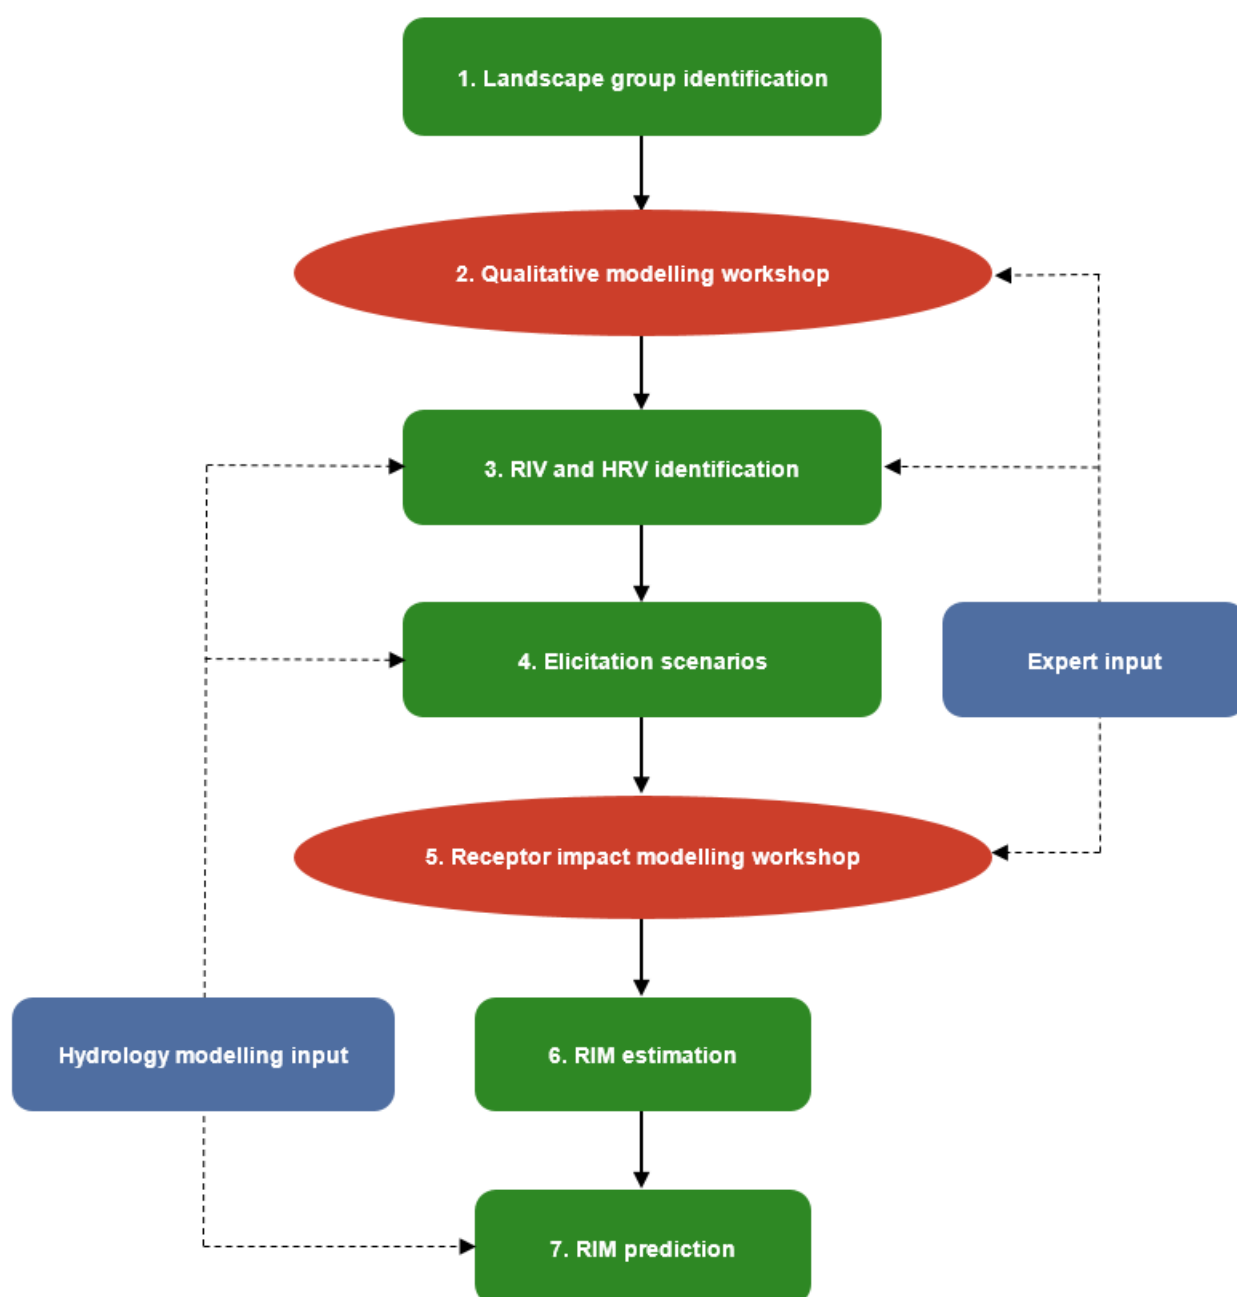 1. Landscape group identification
2. Qualitative modelling workshop
3. RIV and HRV identification
4. Elicitation scenarios
Expert input
5. Receptor impact modelling workshop
Hydrology modelling input
6. RIM estimation
7. RIM prediction